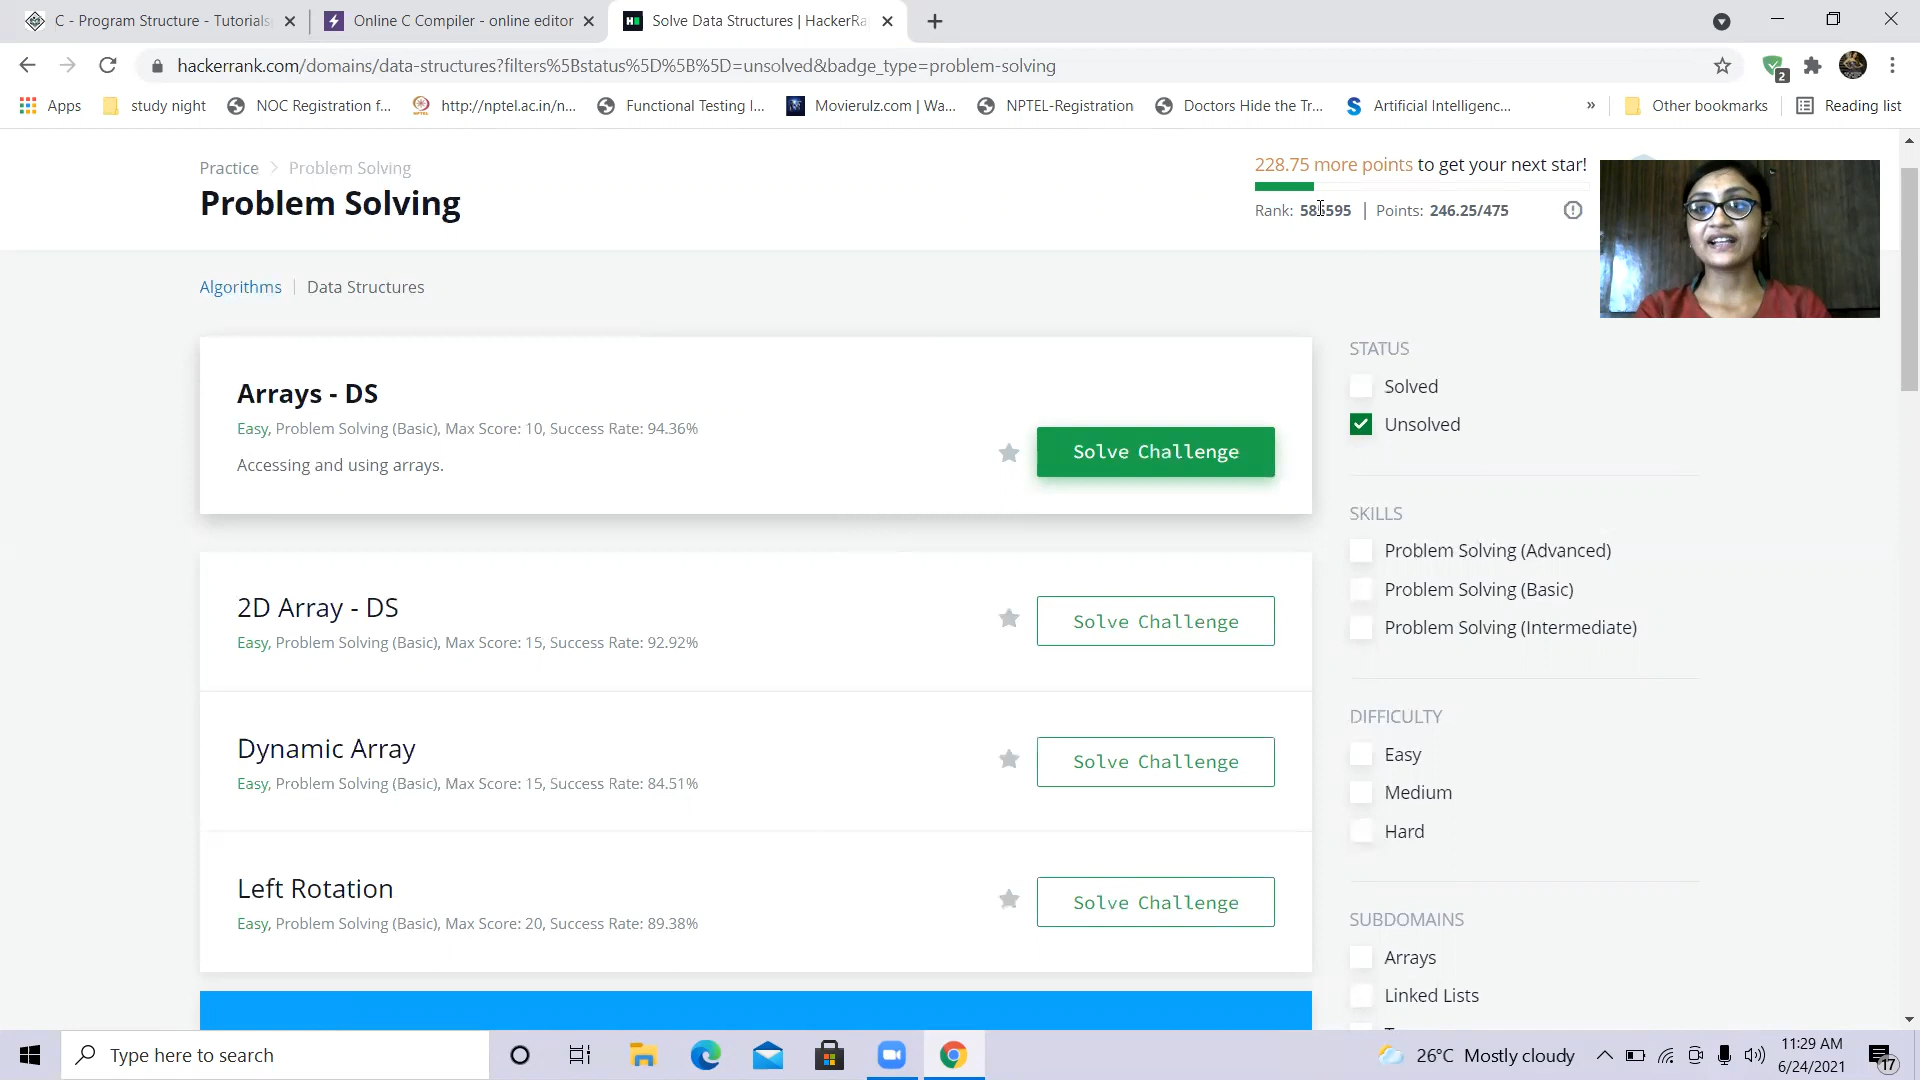 C - Program Structure - Tutorials
Online C Compiler - online editor
Solve Data Structures | HackerRa
hackerrank.com/domains/data-structures?filters%5Bstatus%5D%5B%5D=unsolved&badge_type=problem-solving
2
Apps
study night
NOC Registration f...
http://nptel.ac.in/n...
Functional Testing I...
Movierulz.com | Wa...
NPTEL-Registration
Doctors Hide the Tr...
Artificial Intelligenc...
»
Other bookmarks
Reading list
Practice > Problem Solving
Problem Solving
228.75 more points to get your next star!
Rank: | Points: 246.25/475
Algorithms | Data Structures
Arrays - DS
Easy, Problem Solving (Basic), Max Score: 10, Success Rate: 94.36%
Accessing and using arrays.
Solve Challenge
2D Array - DS
Easy, Problem Solving (Basic), Max Score: 15, Success Rate: 92.92%
Solve Challenge
Dynamic Array
Easy, Problem Solving (Basic), Max Score: 15, Success Rate: 84.51%
Solve Challenge
Left Rotation
Easy, Problem Solving (Basic), Max Score: 20, Success Rate: 89.38%
Solve Challenge
STATUS
Solved
Unsolved
SKILLS
Problem Solving (Advanced)
Problem Solving (Basic)
Problem Solving (Intermediate)
DIFFICULTY
Easy
Medium
Hard
SUBDOMAINS
Arrays
Linked Lists
Type here to search
26°C Mostly cloudy
11:29 AM
6/24/2021
17